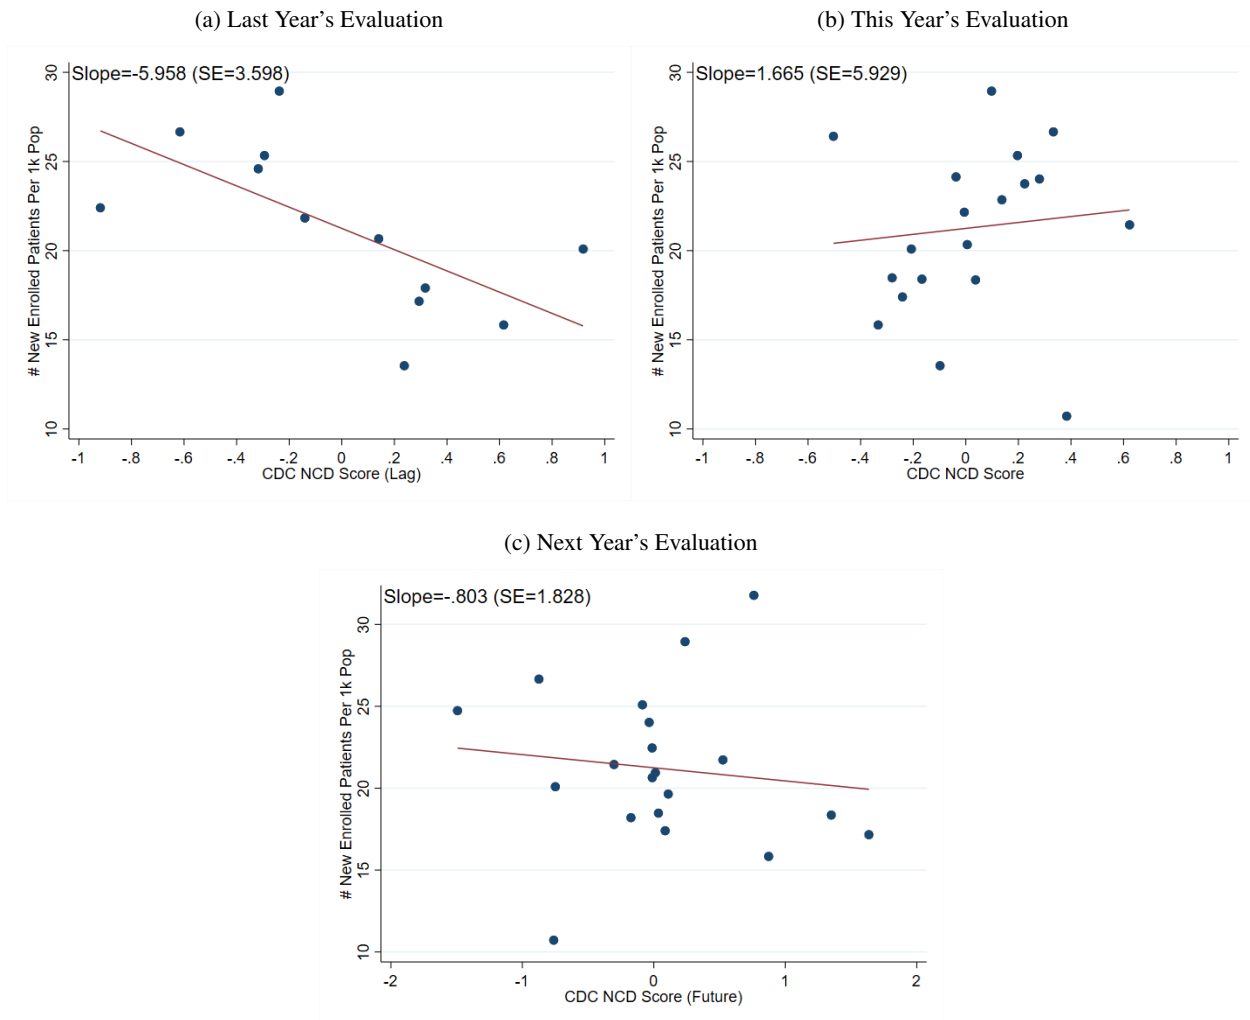 (a) Last Year's Evaluation
Slope=-5.958 (SE=3.598)
# New Enrolled Patients Per 1k Pop
30
25
20
15
10
-1 -.8 -.6 -.4 -.2 0 .2 .4 .6 .8 1
CDC NCD Score (Lag)
(b) This Year's Evaluation
Slope=1.665 (SE=5.929)
# New Enrolled Patients Per 1k Pop
30
25
20
15
10
-1 -.8 -.6 -.4 -.2 0 .2 .4 .6 .8 1
CDC NCD Score
(c) Next Year's Evaluation
Slope=-.803 (SE=1.828)
# New Enrolled Patients Per 1k Pop
30
25
20
15
10
-2 -1 0 1 2
CDC NCD Score (Future)